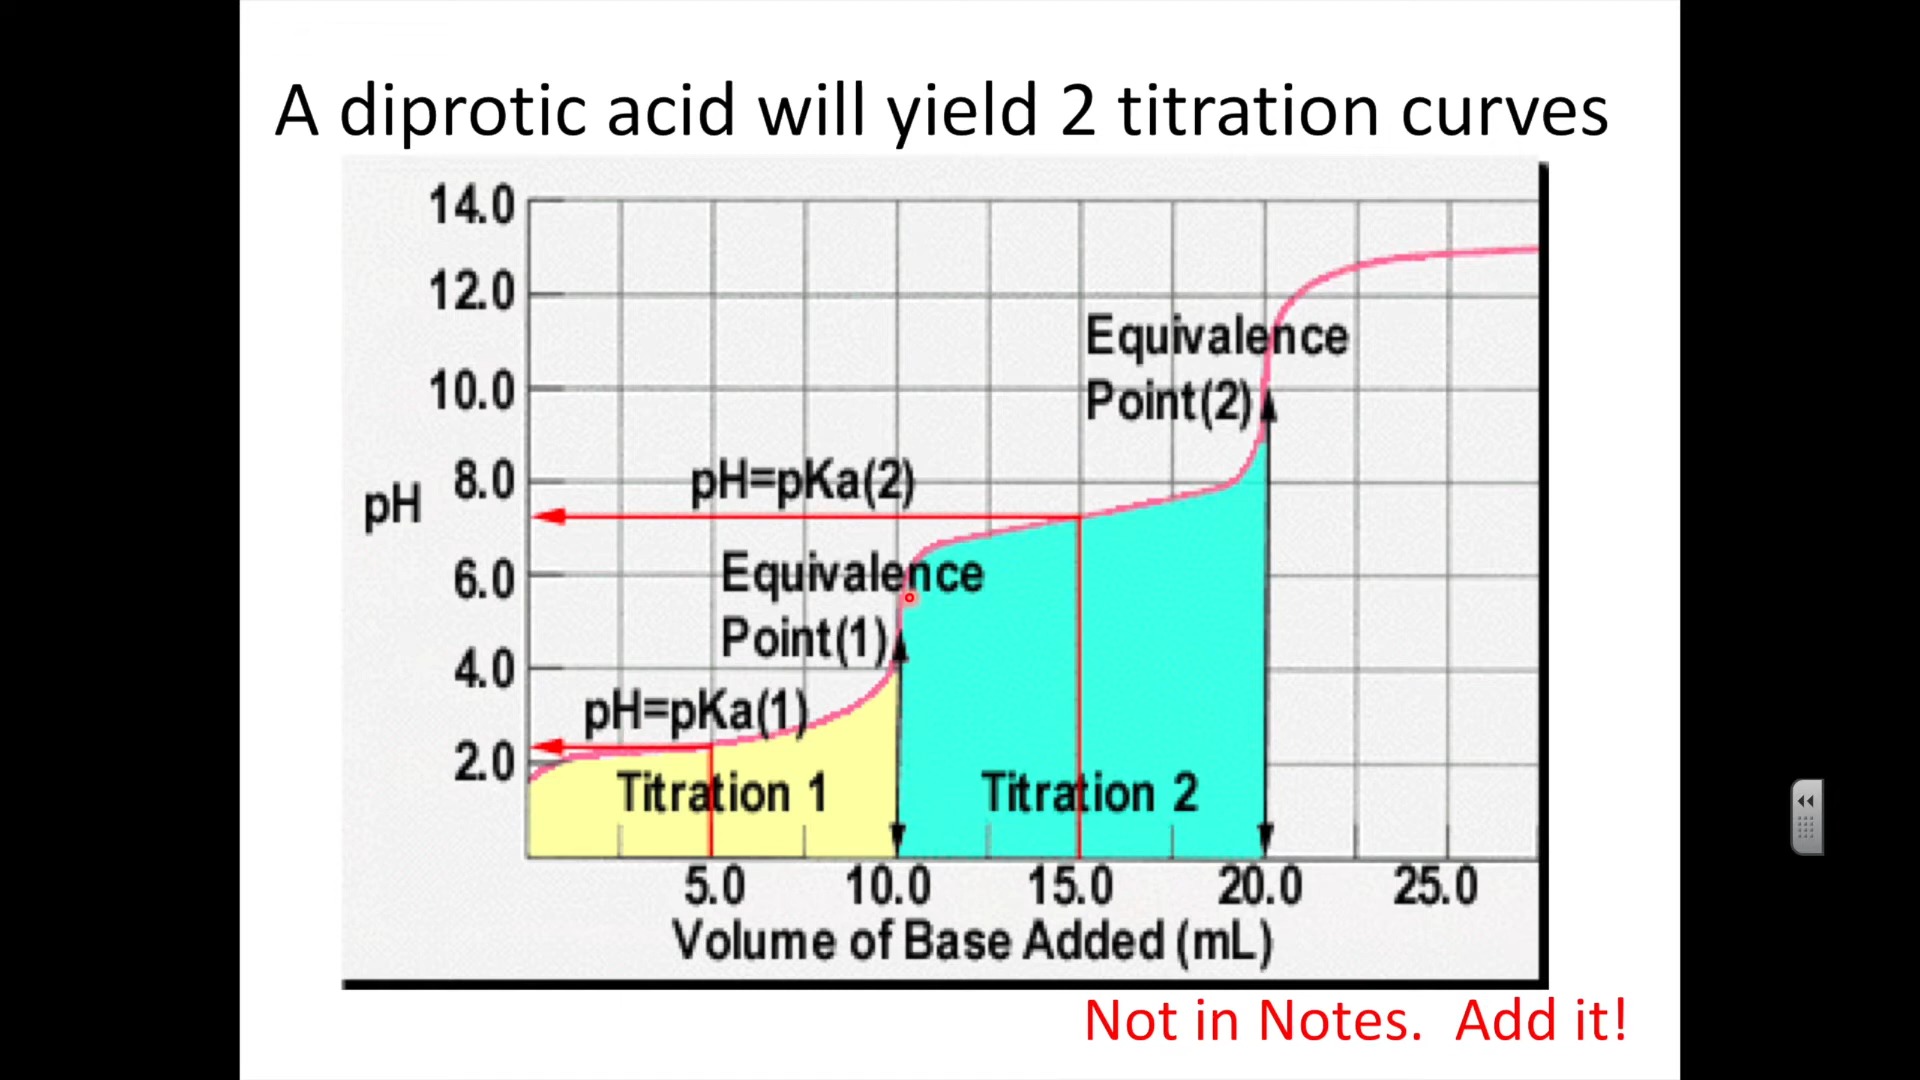 A diprotic acid will yield 2 titration curves
14.0
12.0
10.0
8.0
6.0
4.0
2.0
pH
Equivalence
Point(2)
pH=pKa(2)
Equivalence
Point(1)
pH=pKa(1)
Titration 1
Titration 2
5.0 10.0 15.0 20.0 25.0
Volume of Base Added (mL)
Not in Notes. Add it!